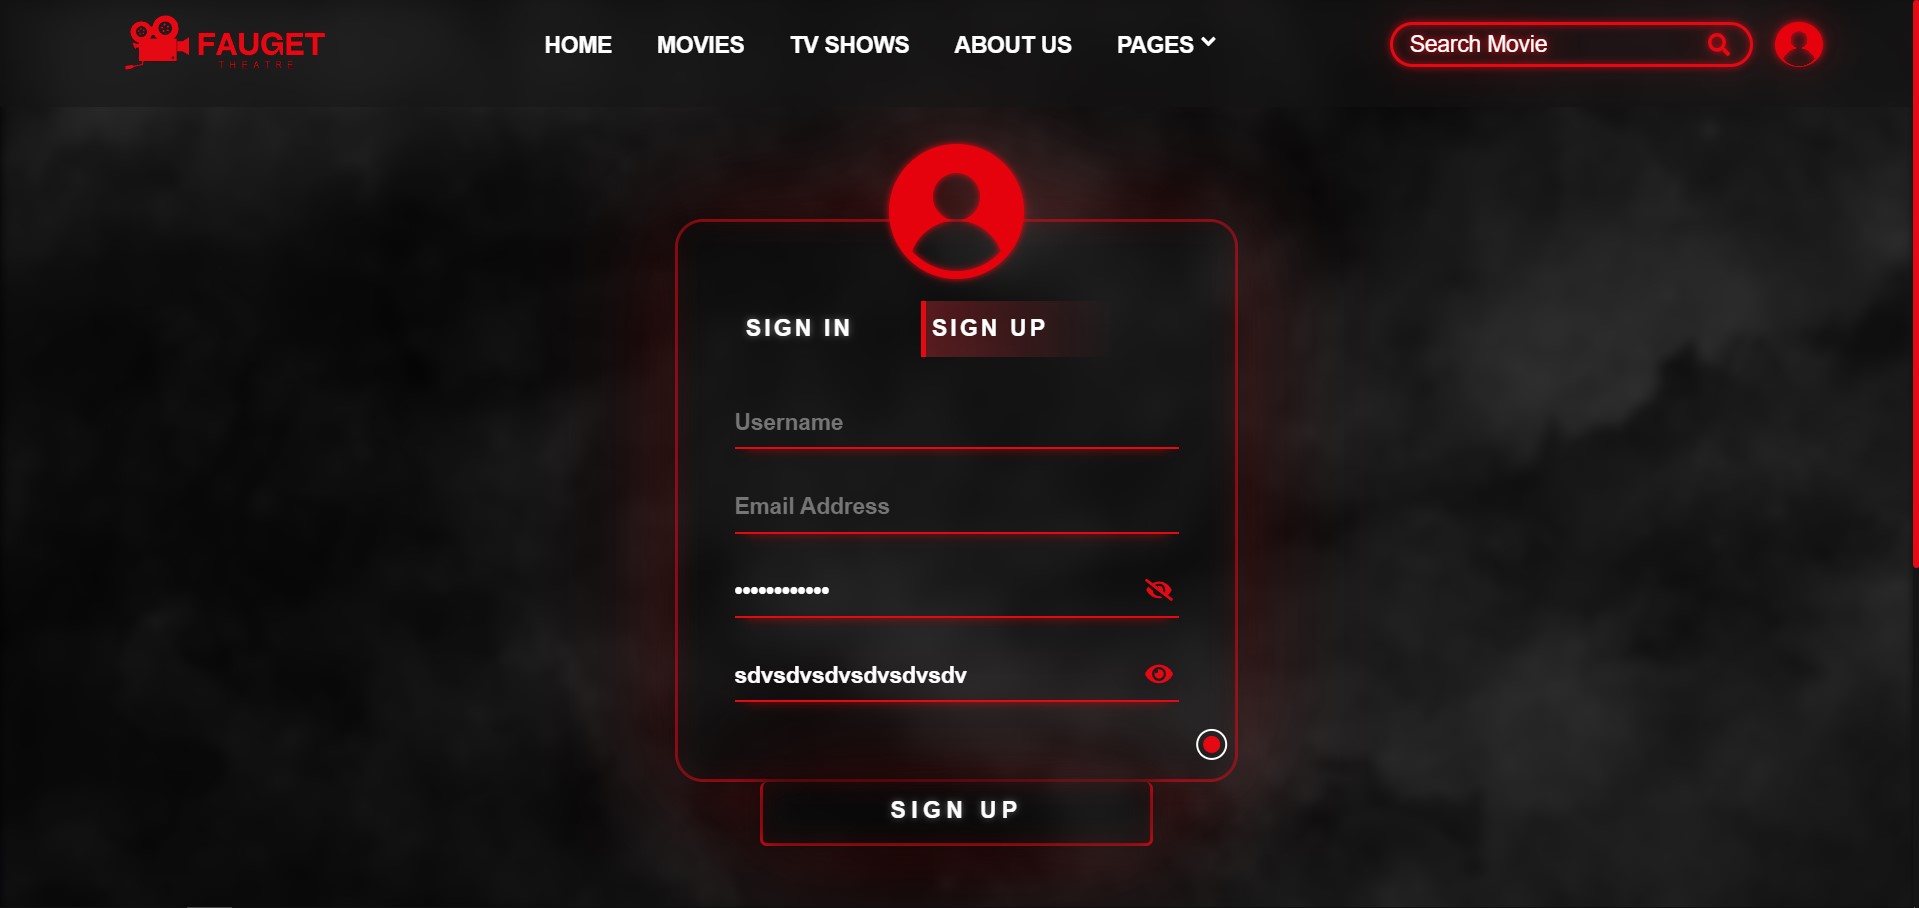 FAUGET
THEATRE
HOME
MOVIES
TV SHOWS
ABOUT US
PAGES
Search Movie
SIGN IN
SIGN UP
Username
Email Address
••••••••••••
sdvsdvsdvsdvsdvsdv
SIGN UP